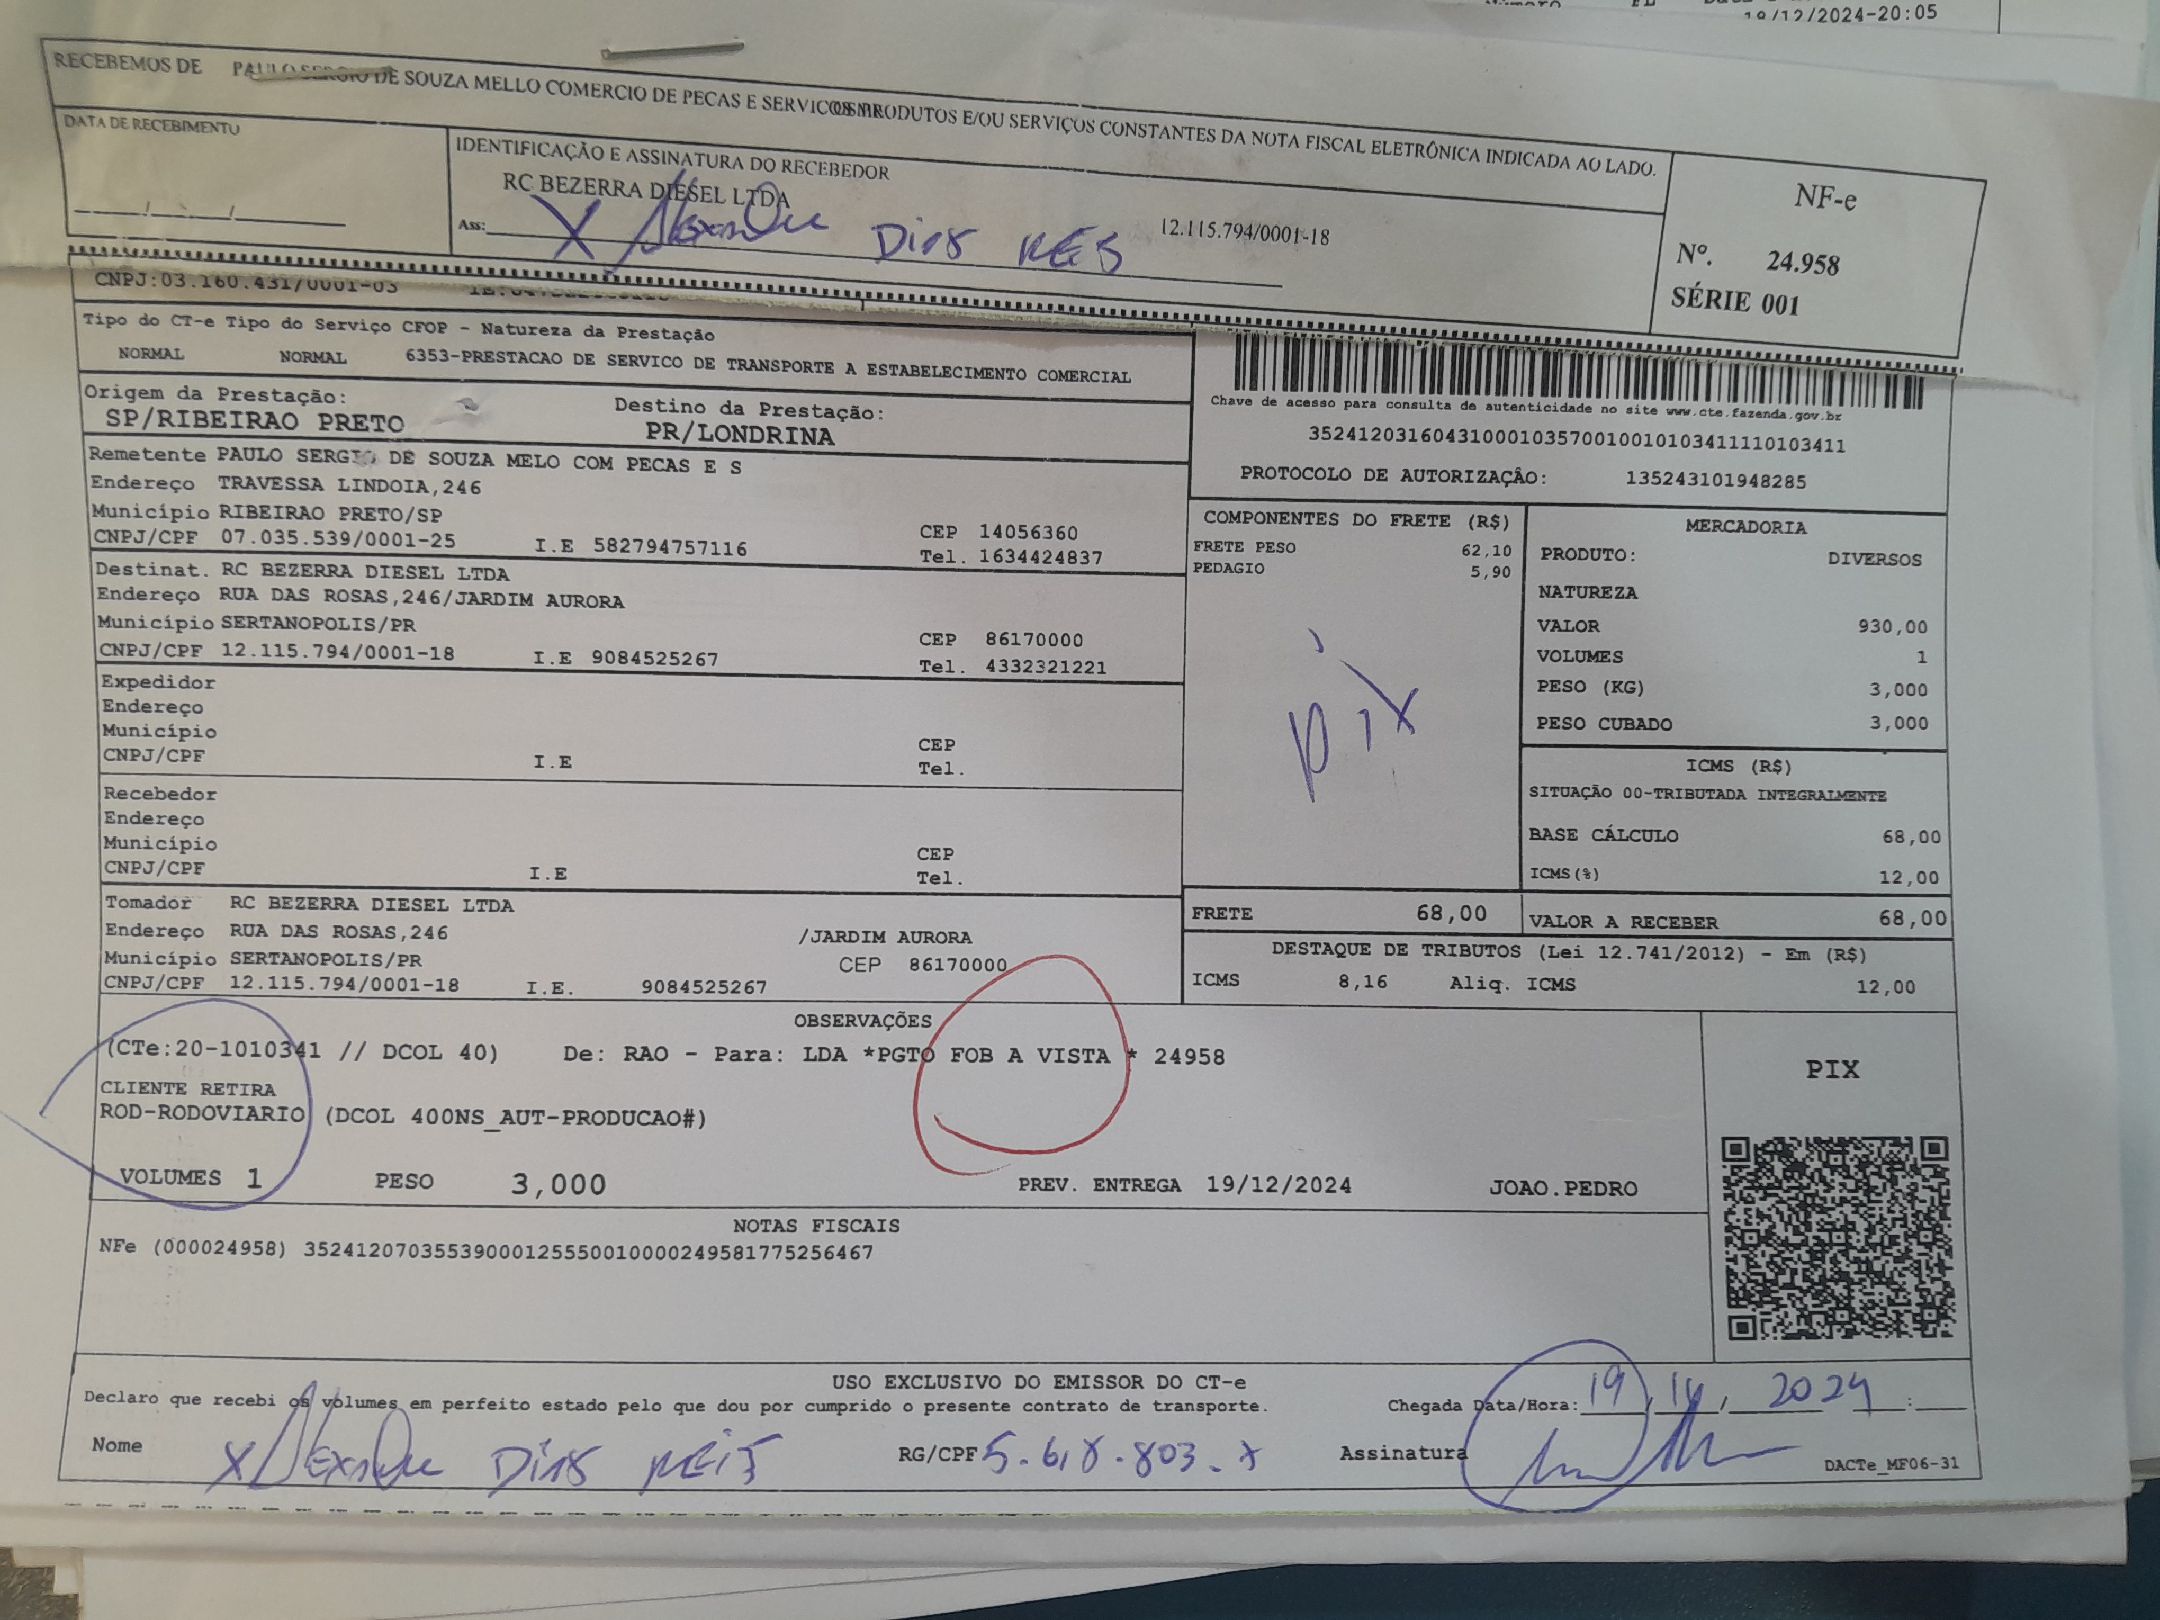 19/12/2024-20:05
RECEBEMOS DE PAULO SERGIO DE SOUZA MELLO COMERCIO DE PECAS E SERVICOS PRODUTOS E/OU SERVIÇOS CONSTANTES DA NOTA FISCAL ELETRÔNICA INDICADA AO LADO.
DATA DE RECEBIMENTO
IDENTIFICAÇÃO E ASSINATURA DO RECEBEDOR
RC BEZERRA DIESEL LTDA
12.115.794/0001-18
Ass: X Alexandre Dias REIS
NF-e
Nº. 24.958
SÉRIE 001
CNPJ:03.160.431/0001-03
Tipo do CT-e Tipo do Serviço CFOP - Natureza da Prestação
NORMAL NORMAL 6353-PRESTACAO DE SERVICO DE TRANSPORTE A ESTABELECIMENTO COMERCIAL
Chave de acesso para consulta de autenticidade no site www.cte.fazenda.gov.br
35241203160431000103570010010103411110103411
PROTOCOLO DE AUTORIZAÇÃO: 135243101948285
Origem da Prestação:
SP/RIBEIRAO PRETO
Destino da Prestação:
PR/LONDRINA
Remetente PAULO SERGIO DE SOUZA MELO COM PECAS E S
Endereço TRAVESSA LINDOIA,246
Município RIBEIRAO PRETO/SP CEP 14056360
CNPJ/CPF 07.035.539/0001-25 I.E 582794757116 Tel. 1634424837
Destinat. RC BEZERRA DIESEL LTDA
Endereço RUA DAS ROSAS,246/JARDIM AURORA
Município SERTANOPOLIS/PR CEP 86170000
CNPJ/CPF 12.115.794/0001-18 I.E 9084525267 Tel. 4332321221
Expedidor
Endereço
Município CEP
CNPJ/CPF I.E Tel.
Recebedor
Endereço
Município CEP
CNPJ/CPF I.E Tel.
Tomador RC BEZERRA DIESEL LTDA
Endereço RUA DAS ROSAS,246 /JARDIM AURORA
Município SERTANOPOLIS/PR CEP 86170000
CNPJ/CPF 12.115.794/0001-18 I.E. 9084525267
COMPONENTES DO FRETE (R$)
FRETE PESO 62,10
PEDAGIO 5,90
pix
MERCADORIA
PRODUTO: DIVERSOS
NATUREZA
VALOR 930,00
VOLUMES 1
PESO (KG) 3,000
PESO CUBADO 3,000
ICMS (R$)
SITUAÇÃO 00-TRIBUTADA INTEGRALMENTE
BASE CÁLCULO 68,00
ICMS(%) 12,00
FRETE 68,00 VALOR A RECEBER 68,00
DESTAQUE DE TRIBUTOS (Lei 12.741/2012) - Em (R$)
ICMS 8,16 Aliq. ICMS 12,00
OBSERVAÇÕES
(CTe:20-1010341 // DCOL 40) De: RAO - Para: LDA *PGTO FOB A VISTA * 24958
CLIENTE RETIRA
ROD-RODOVIARIO (DCOL 400NS_AUT-PRODUCAO#)
VOLUMES 1 PESO 3,000 PREV. ENTREGA 19/12/2024 JOAO.PEDRO
PIX
NOTAS FISCAIS
NFe (000024958) 35241207035539000125550010000249581775256467
USO EXCLUSIVO DO EMISSOR DO CT-e
Declaro que recebi os volumes em perfeito estado pelo que dou por cumprido o presente contrato de transporte.
Chegada Data/Hora: 19 / / 2024 :
Nome X Alexandre Dias REIS RG/CPF Assinatura
DACTe_MF06-31